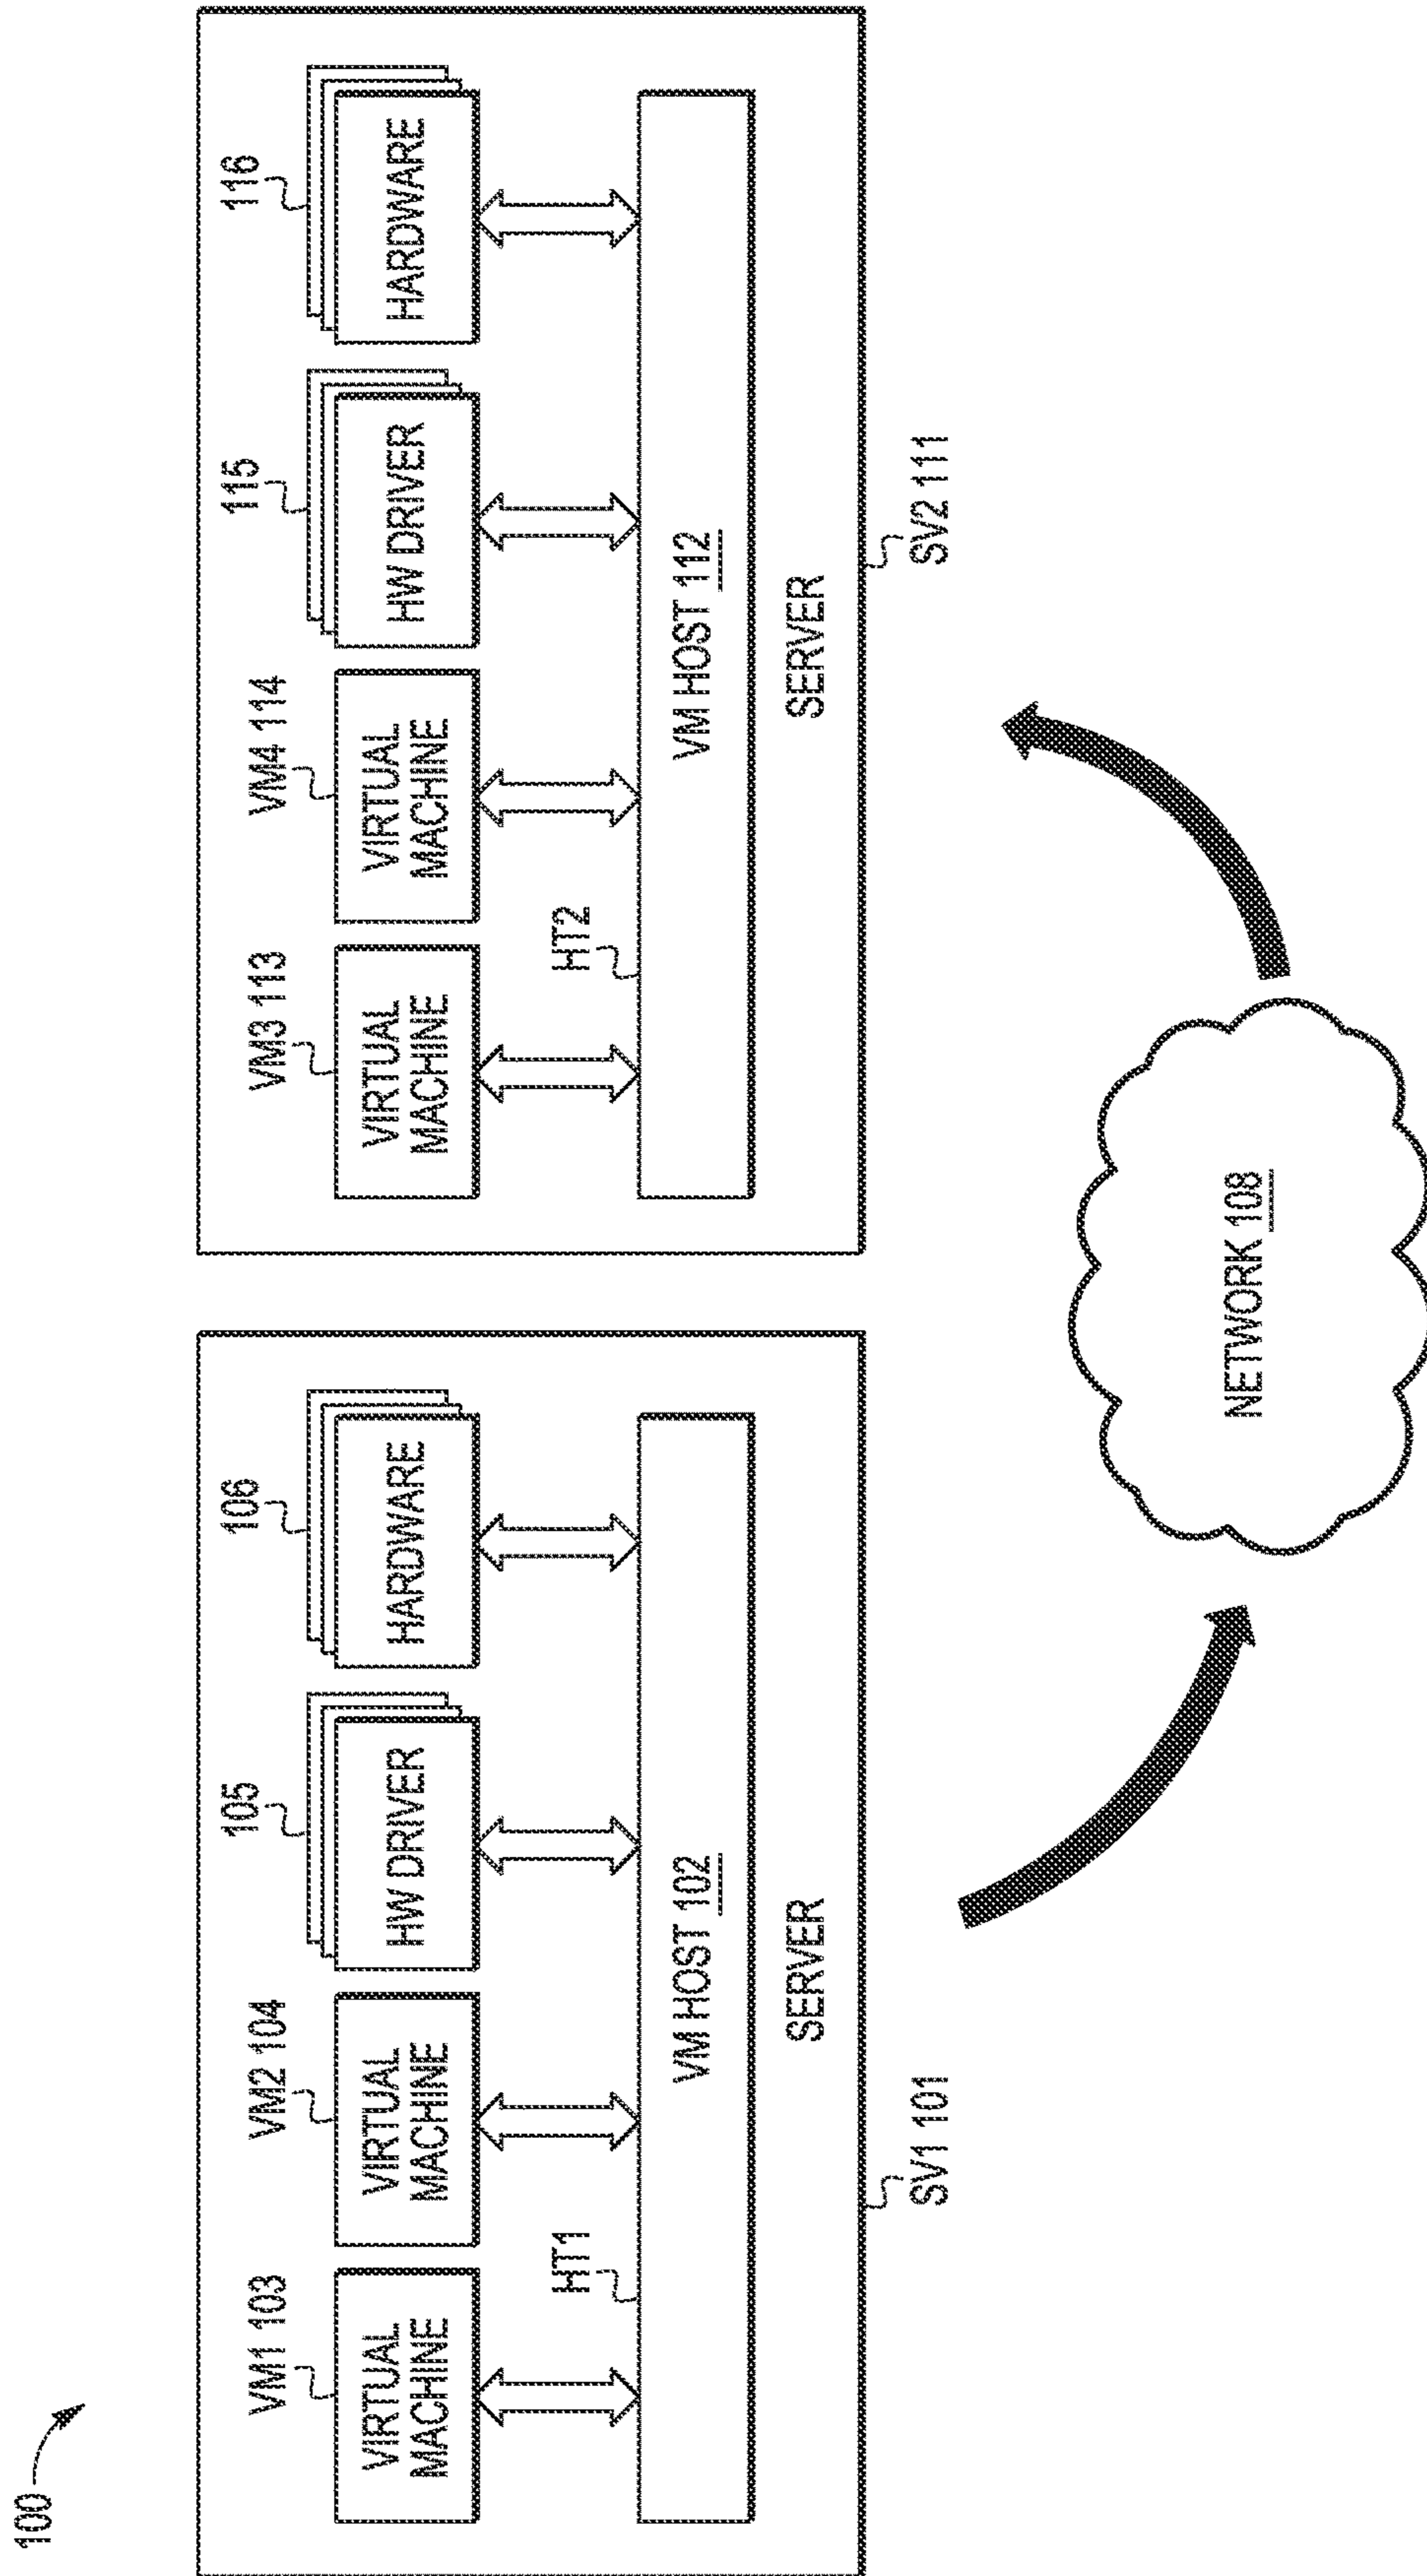 100
VM1 103
VM2 104
105
106
VIRTUAL
MACHINE
VIRTUAL
MACHINE
HW DRIVER
HARDWARE
HT1
VM HOST 102
SERVER
SV1 101
VM3 113
VM4 114
115
116
VIRTUAL
MACHINE
VIRTUAL
MACHINE
HW DRIVER
HARDWARE
HT2
VM HOST 112
SERVER
SV2 111
NETWORK 108